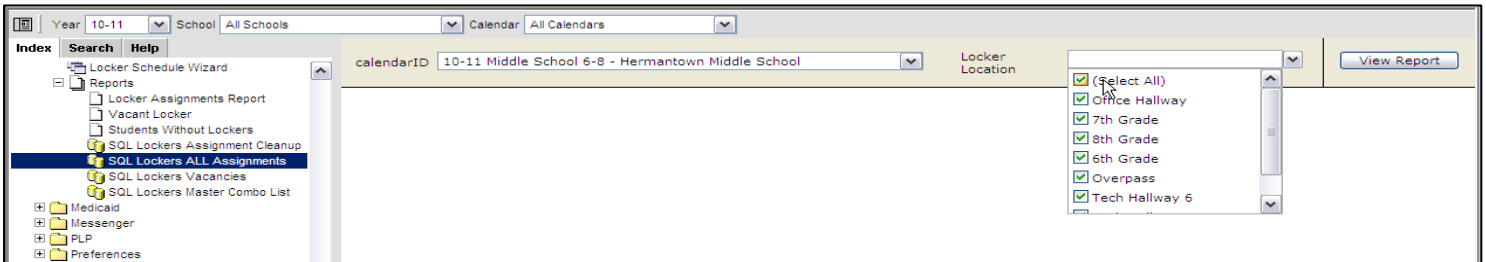 Year 10-11 School All Schools Calendar All Calendars
Index Search Help
Locker Schedule Wizard
Reports
Locker Assignments Report
Vacant Locker
Students Without Lockers
SQL Lockers Assignment Cleanup
SQL Lockers ALL Assignments
SQL Lockers Vacancies
SQL Lockers Master Combo List
Medicaid
Messenger
PLP
Preferences
calendarID 10-11 Middle School 6-8 - Hermantown Middle School
Locker
Location
View Report
(Select All)
Office Hallway
7th Grade
8th Grade
6th Grade
Overpass
Tech Hallway 6